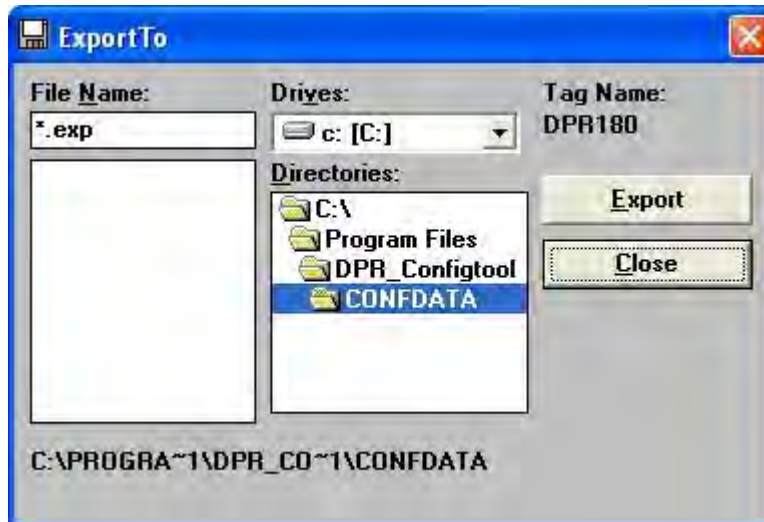 ExportTo
File Name:
*.exp
Drives:
c: [C:]
Directories:
C:\
Program Files
DPR_Configtool
CONFDATA
Tag Name:
DPR180
Export
Close
C:\PROGRA~1\DPR_CO~1\CONFDATA